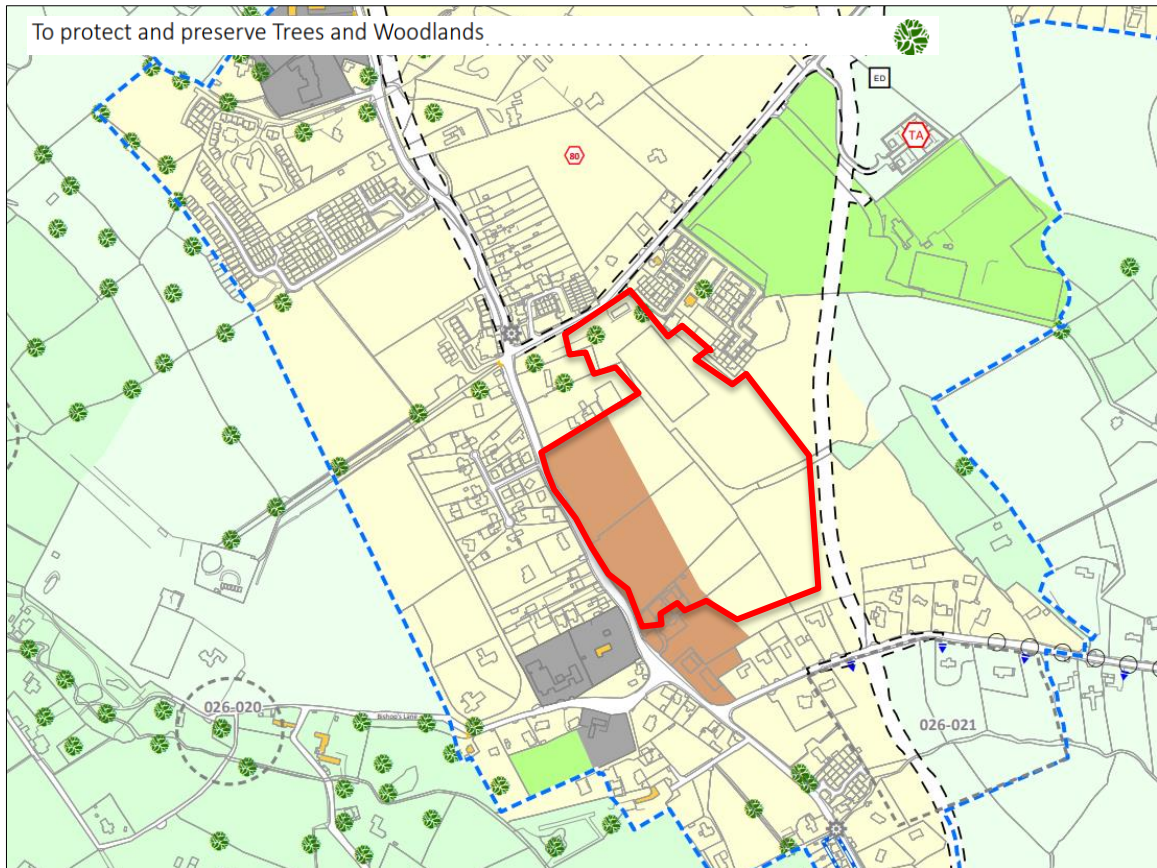 To protect and preserve Trees and Woodlands
ED
TA
80
026-020
Bishop's Lane
026-021